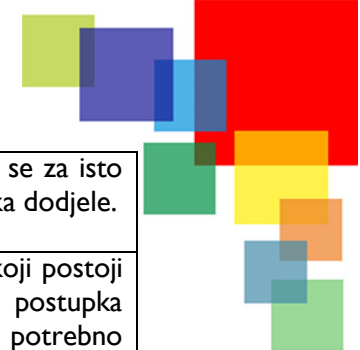 se za isto
ka dodjele.
koji postoji
postupka
potrebno